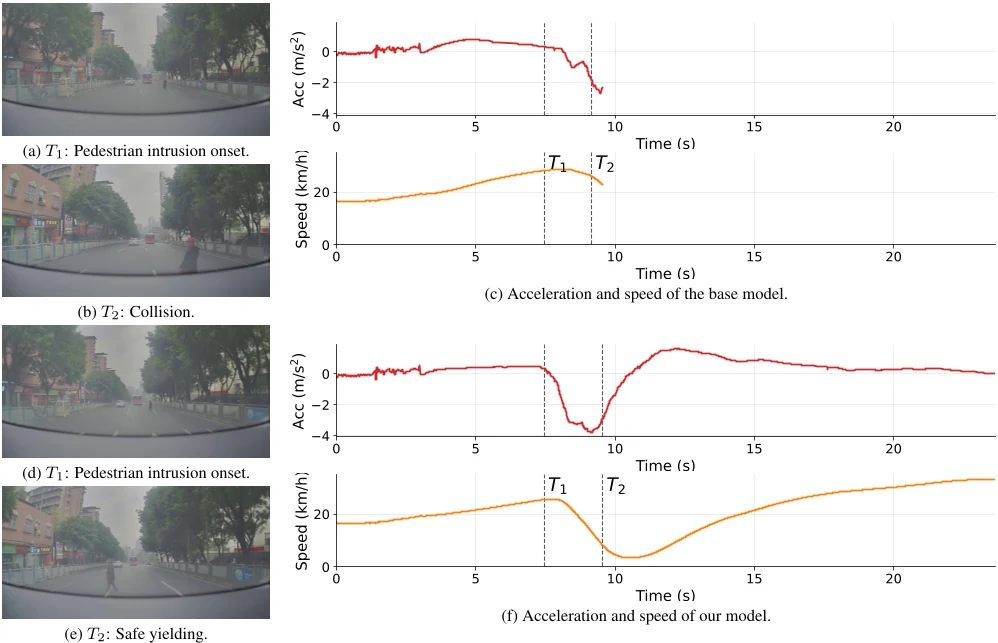 (a) T₁: Pedestrian intrusion onset.
(b) T₂: Collision.
Acc (m/s²)
0
−2
−4
0 5 10 15 20
Time (s)
Speed (km/h)
20
0
T₁ T₂
0 5 10 15 20
Time (s)
(c) Acceleration and speed of the base model.
(d) T₁: Pedestrian intrusion onset.
(e) T₂: Safe yielding.
Acc (m/s²)
0
−2
−4
0 5 10 15 20
Time (s)
Speed (km/h)
20
0
T₁ T₂
0 5 10 15 20
Time (s)
(f) Acceleration and speed of our model.